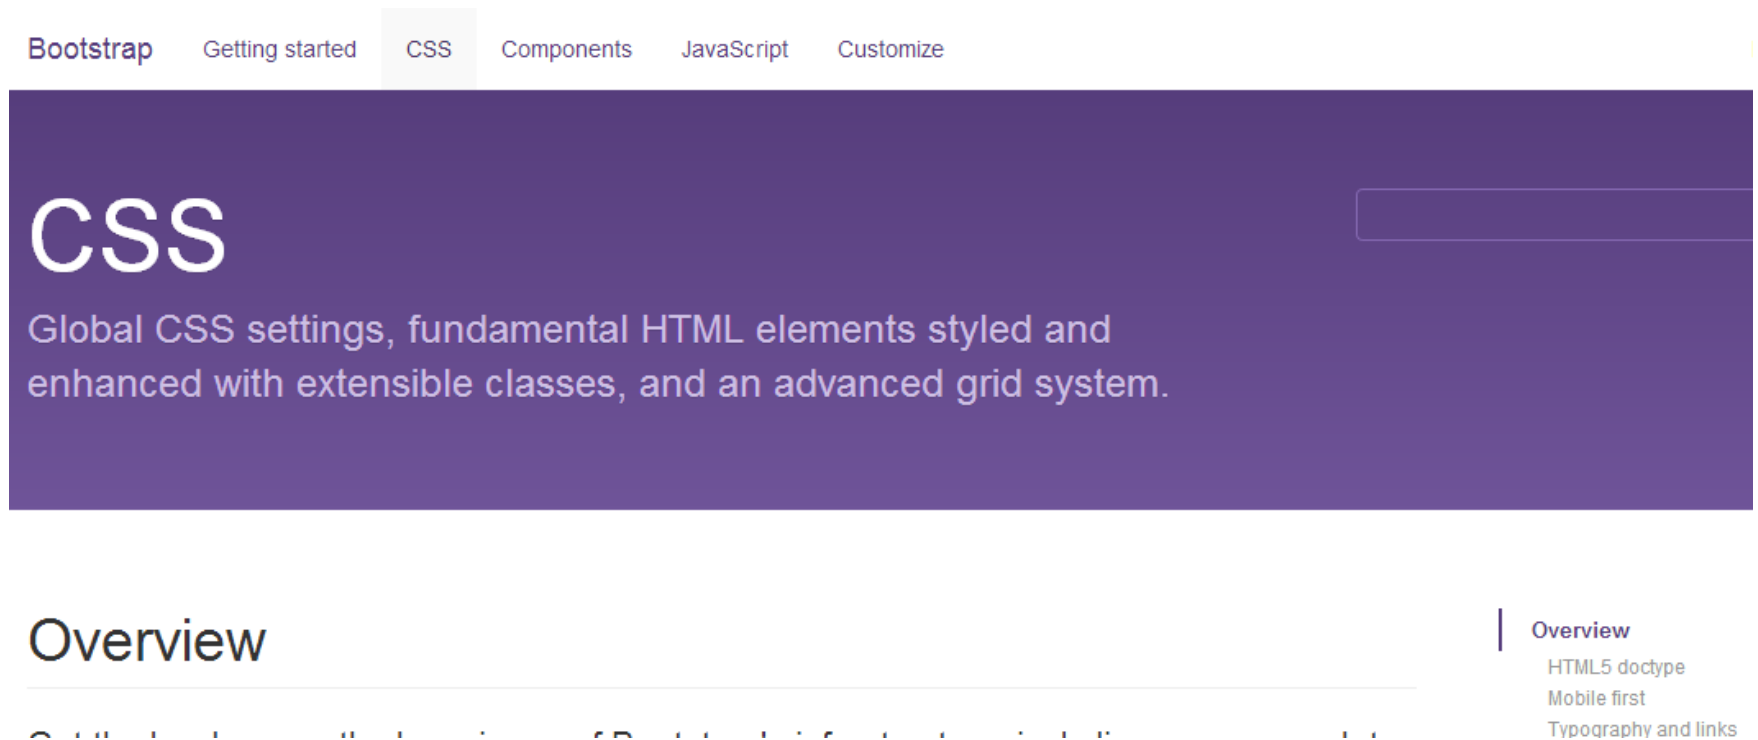 Bootstrap Getting started CSS Components JavaScript Customize
CSS
Global CSS settings, fundamental HTML elements styled and
enhanced with extensible classes, and an advanced grid system.
Overview
Overview
HTML5 doctype
Mobile first
Typography and links